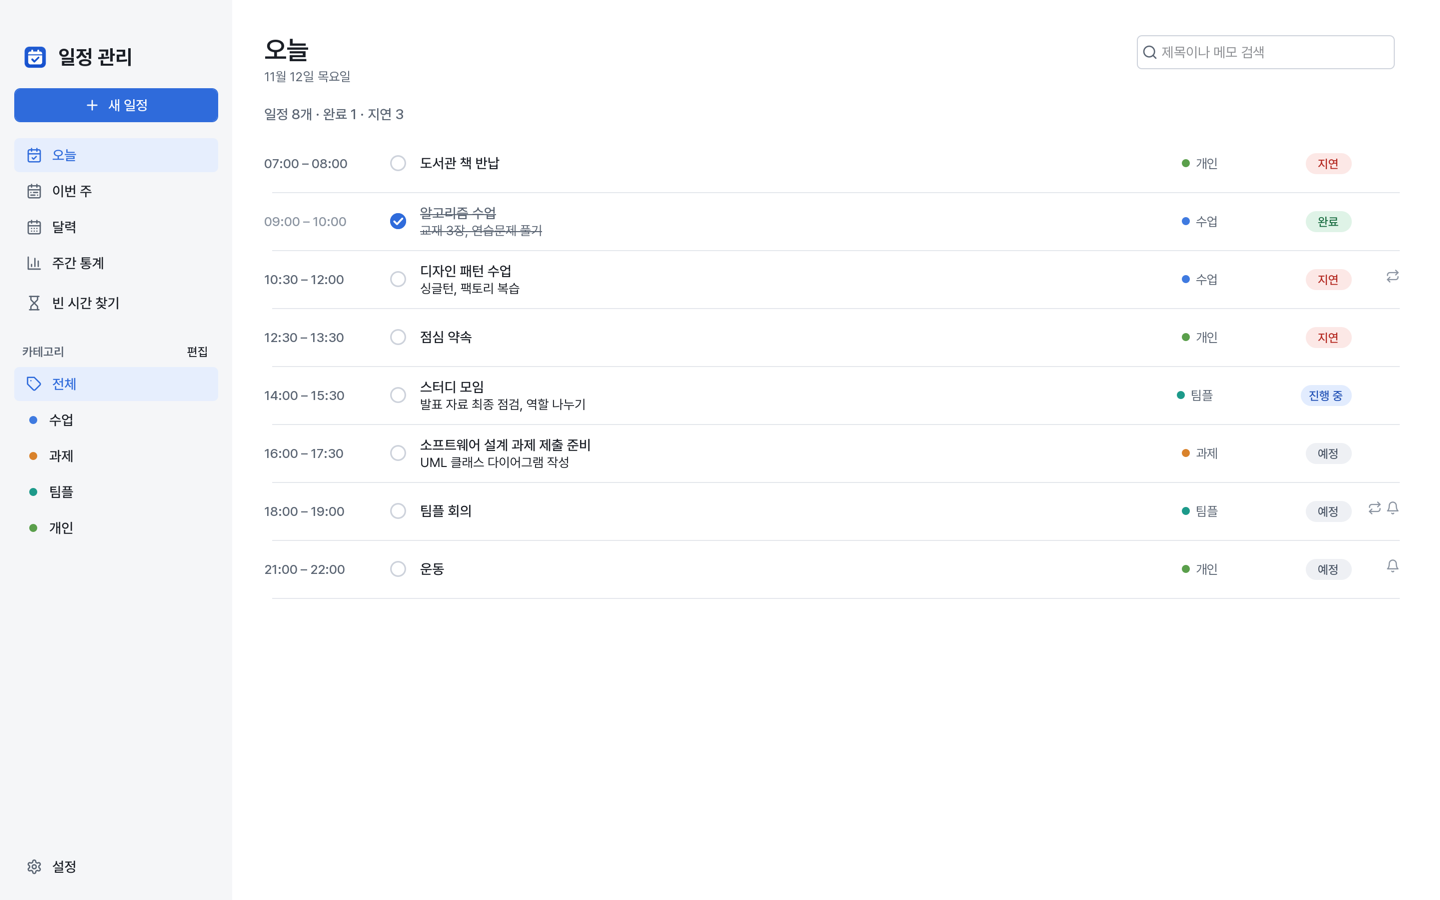 일정 관리
새 일정
오늘
이번 주
달력
주간 통계
빈 시간 찾기
카테고리 편집
전체
수업
과제
팀플
개인
설정
오늘
11월 12일 목요일
제목이나 메모 검색
일정 8개 · 완료 1 · 지연 3
07:00 – 08:00 도서관 책 반납 개인 지연
09:00 – 10:00 알고리즘 수업 수업 완료
교재 3장, 연습문제 풀기
10:30 – 12:00 디자인 패턴 수업 수업 지연
싱글턴, 팩토리 복습
12:30 – 13:30 점심 약속 개인 지연
14:00 – 15:30 스터디 모임 팀플 진행 중
발표 자료 최종 점검, 역할 나누기
16:00 – 17:30 소프트웨어 설계 과제 제출 준비 과제 예정
UML 클래스 다이어그램 작성
18:00 – 19:00 팀플 회의 팀플 예정
21:00 – 22:00 운동 개인 예정